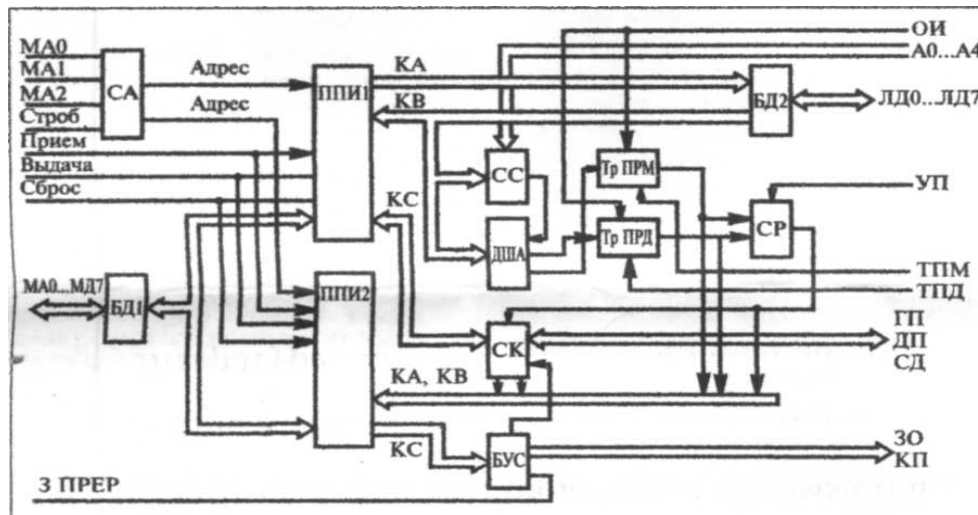 МА0
МА1
МА2
Строб
Прием
Выдача
Сброс
СА
Адрес
Адрес
ППИ1
КА
КВ
КС
ОИ
А0...А4
БД2
ЛД0...ЛД7
СС
Тр ПРМ
ДША
Тр ПРД
СР
УП
ТПМ
ТПД
МА0...МД7
БД1
ППИ2
СК
ГП
ДП
СД
КА, КВ
КС
БУС
ЗО
КП
З ПРЕР